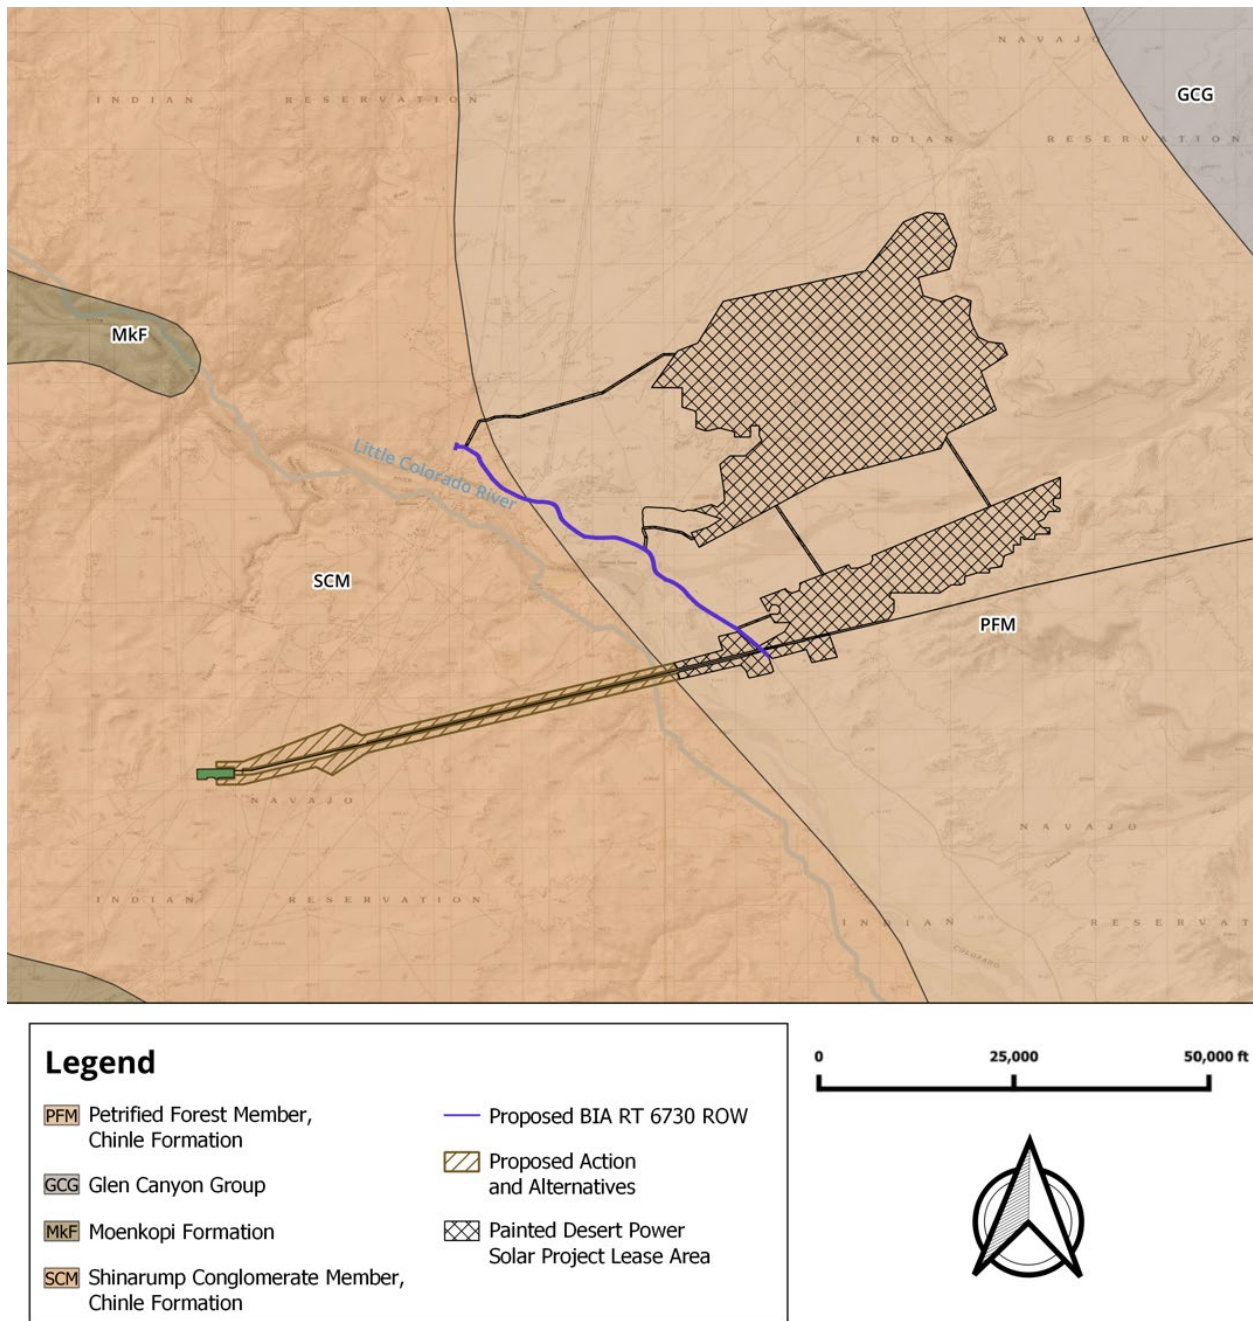 NAVAJO
GCG
INDIAN RESERVATION
INDIAN RESERVATION
MkF
Little Colorado River
SCM
PFM
NAVAJO
NAVAJO
INDIAN RESERVATION
INDIAN RESERVAT
COLORADO
Legend
PFM Petrified Forest Member,
Chinle Formation
GCG Glen Canyon Group
MkF Moenkopi Formation
SCM Shinarump Conglomerate Member,
Chinle Formation
Proposed BIA RT 6730 ROW
Proposed Action
and Alternatives
Painted Desert Power
Solar Project Lease Area
0 25,000 50,000 ft